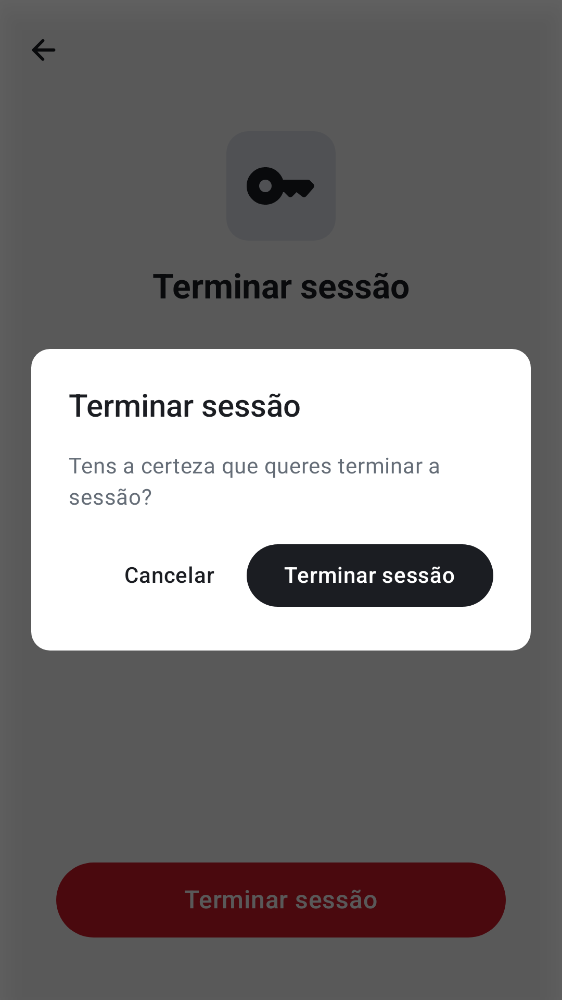 Terminar sessão
Terminar sessão
Tens a certeza que queres terminar a
sessão?
Cancelar
Terminar sessão
Terminar sessão